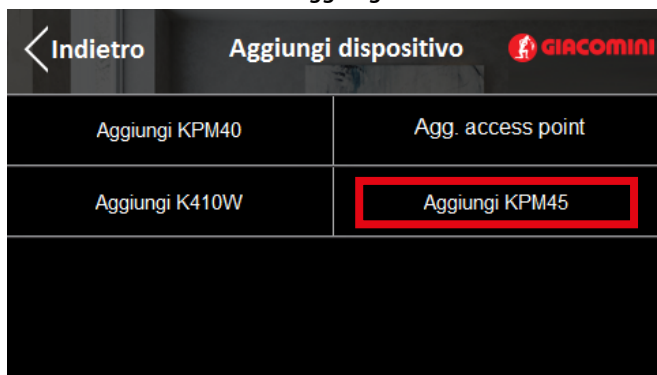 Indietro
Aggiungi dispositivo
GIACOMINI
Aggiungi KPM40
Agg. access point
Aggiungi K410W
Aggiungi KPM45